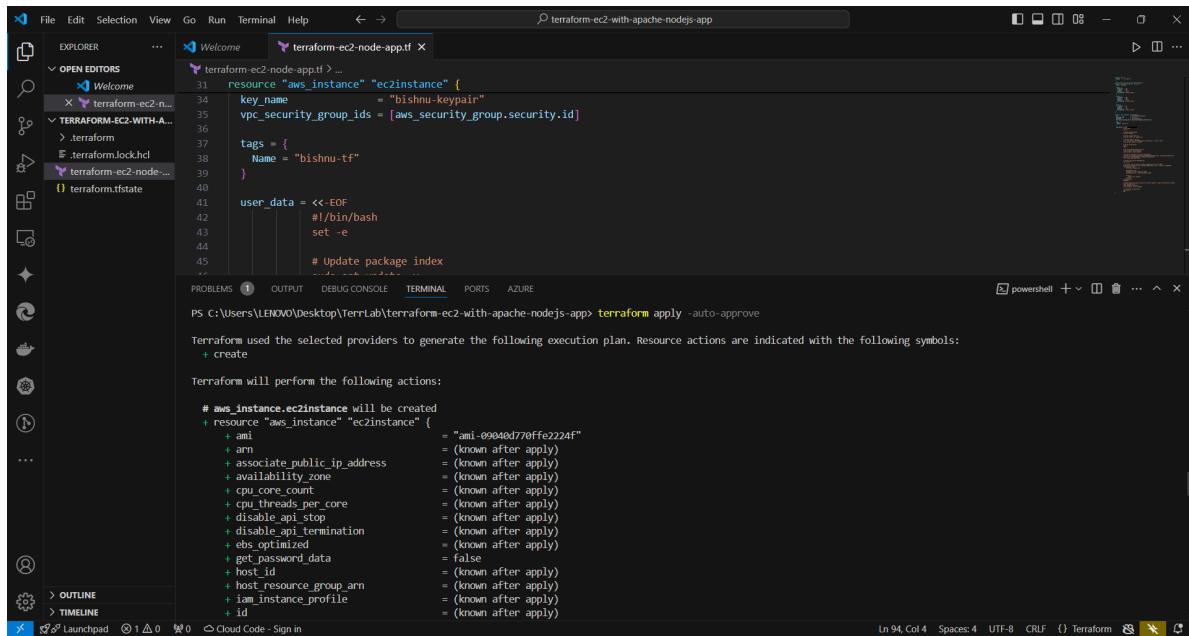 File Edit Selection View Go Run Terminal Help
terraform-ec2-with-apache-nodejs-app
EXPLORER
OPEN EDITORS
Welcome
terraform-ec2-n...
TERRAFORM-EC2-WITH-A...
.terraform
.terraform.lock.hcl
terraform-ec2-node-...
terraform.tfstate
OUTLINE
TIMELINE
Welcome terraform-ec2-node-app.tf
terraform-ec2-node-app.tf > ...
31 resource "aws_instance" "ec2instance" {
34 key_name = "bishnu-keypair"
35 vpc_security_group_ids = [aws_security_group.security.id]
36
37 tags = {
38 Name = "bishnu-tf"
39 }
40
41 user_data = <<-EOF
42 #!/bin/bash
43 set -e
44
45 # Update package index
PROBLEMS 1 OUTPUT DEBUG CONSOLE TERMINAL PORTS AZURE
powershell
PS C:\Users\LENOVO\Desktop\TerrLab\terraform-ec2-with-apache-nodejs-app> terraform apply -auto-approve
Terraform used the selected providers to generate the following execution plan. Resource actions are indicated with the following symbols:
+ create
Terraform will perform the following actions:
# aws_instance.ec2instance will be created
+ resource "aws_instance" "ec2instance" {
+ ami = "ami-09040d770ffe2224f"
+ arn = (known after apply)
+ associate_public_ip_address = (known after apply)
+ availability_zone = (known after apply)
+ cpu_core_count = (known after apply)
+ cpu_threads_per_core = (known after apply)
+ disable_api_stop = (known after apply)
+ disable_api_termination = (known after apply)
+ ebs_optimized = (known after apply)
+ get_password_data = false
+ host_id = (known after apply)
+ host_resource_group_arn = (known after apply)
+ iam_instance_profile = (known after apply)
+ id = (known after apply)
Launchpad 1 0 0 Cloud Code - Sign in Ln 94, Col 4 Spaces: 4 UTF-8 CRLF {} Terraform